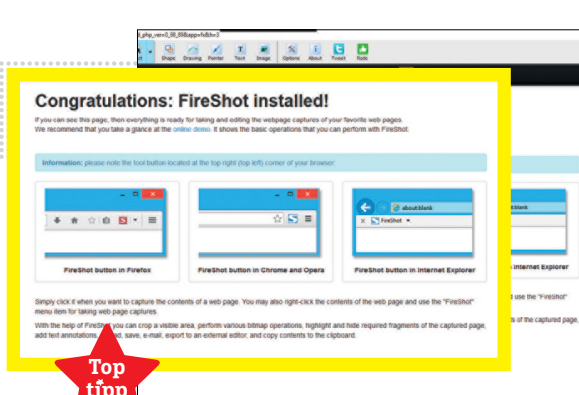 Shape Drawing Pointer Text Image Options About Tweet Rate
Congratulations: FireShot installed!
If you can see this page, then everything is ready for taking and editing the webpage captures of your favorite web pages.
We recommend that you take a glance at the online demo. It shows the basic operations that you can perform with FireShot.
Information: please note the tool button located at the top right (top left) corner of your browser:
about:blank
about:blank
x FireShot
FireShot button in Firefox
FireShot button in Chrome and Opera
FireShot button in Internet Explorer
Internet Explorer
Simply click it when you want to capture the contents of a web page. You may also right-click the contents of the web page and use the "FireShot"
menu item for taking web page captures.
use the "FireShot"
With the help of FireShot you can crop a visible area, perform various bitmap operations, highlight and hide required fragments of the captured page,
add text annotations, save, e-mail, export to an external editor, and copy contents to the clipboard.
s of the captured page,
Top
tipp